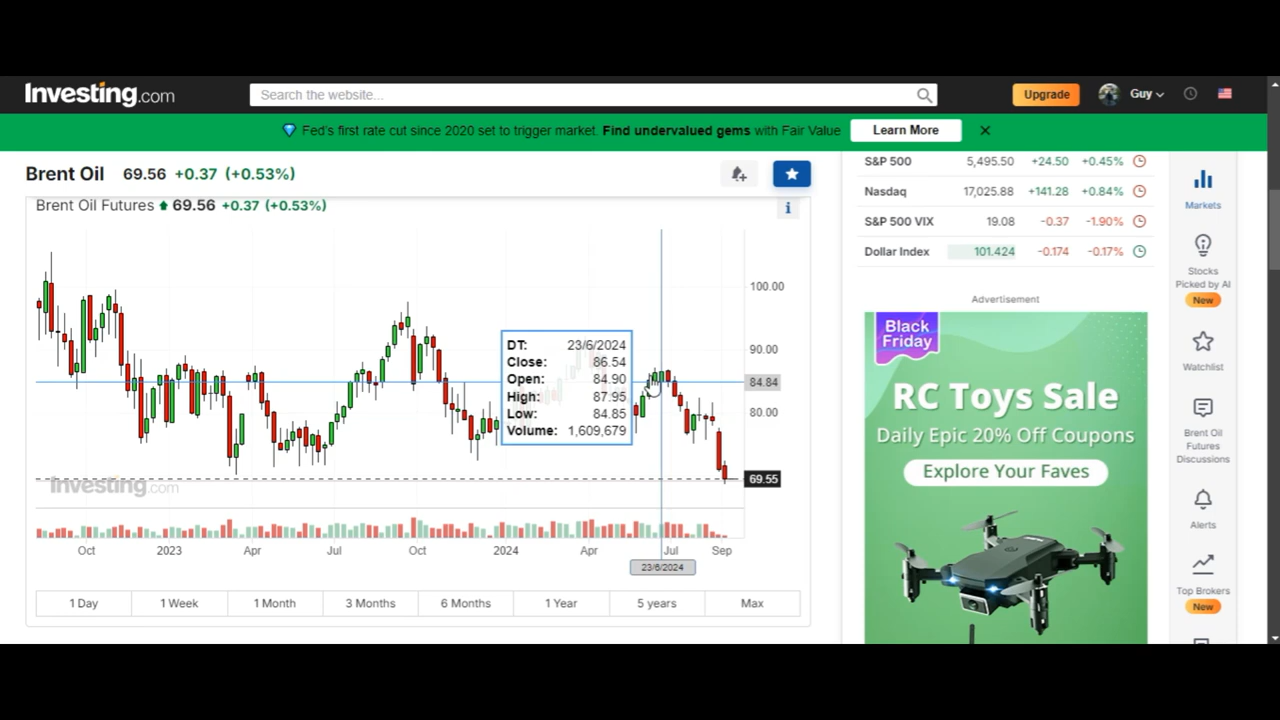 Investing.com
Search the website...
Upgrade
Guy
Fed's first rate cut since 2020 set to trigger market. Find undervalued gems with Fair Value
Learn More
Brent Oil 69.56 +0.37 (+0.53%)
Brent Oil Futures 69.56 +0.37 (+0.53%)
i
100.00
90.00
84.84
80.00
69.55
DT: 23/6/2024
Close: 86.54
Open: 84.90
High: 87.95
Low: 84.85
Volume: 1,609,679
Investing.com
Oct 2023 Apr Jul Oct 2024 Apr Jul Sep
23/6/2024
1 Day 1 Week 1 Month 3 Months 6 Months 1 Year 5 years Max
S&P 500 5,495.50 +24.50 +0.45%
Nasdaq 17,025.88 +141.28 +0.84%
S&P 500 VIX 19.08 -0.37 -1.90%
Dollar Index 101.424 -0.174 -0.17%
Advertisement
Black
Friday
RC Toys Sale
Daily Epic 20% Off Coupons
Explore Your Faves
Markets
Stocks
Picked by AI
New
Watchlist
Brent Oil
Futures
Discussions
Alerts
Top Brokers
New